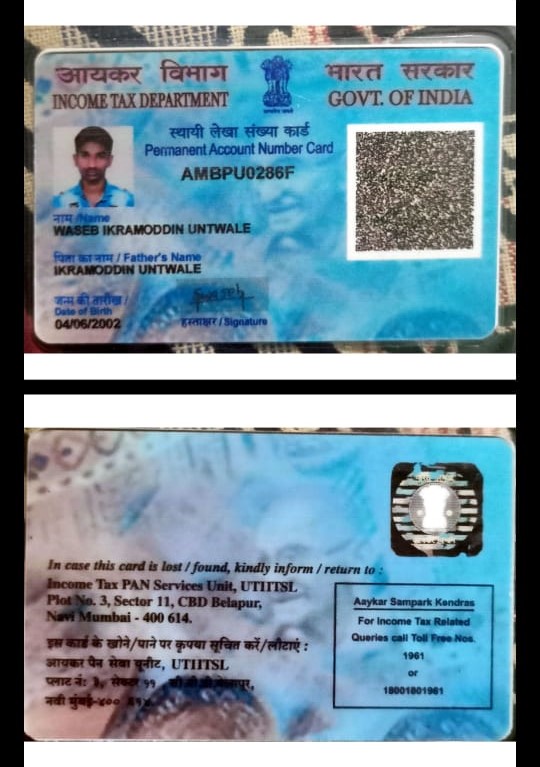 आयकर विभाग
भारत सरकार
INCOME TAX DEPARTMENT
GOVT. OF INDIA
स्थायी लेखा संख्या कार्ड
Permanent Account Number Card
AMBPU0286F
नाम / Name
WASEB IKRAMODDIN UNTWALE
पिता का नाम / Father's Name
IKRAMODDIN UNTWALE
जन्म की तारीख /
Date of Birth
04/06/2002
हस्ताक्षर / Signature
In case this card is lost / found, kindly inform / return to :
Income Tax PAN Services Unit, UTIITSL
Plot No. 3, Sector 11, CBD Belapur,
Navi Mumbai - 400 614.
इस कार्ड के खोने/पाने पर कृपया सूचित करें/लौटाएं :
आयकर पैन सेवा यूनीट, UTIITSL
प्लाट नं: ३, सेक्टर ११
नवी मुंबई-४००
Aaykar Sampark Kendras
For Income Tax Related
Queries call Toll Free Nos.
1961
or
18001801961